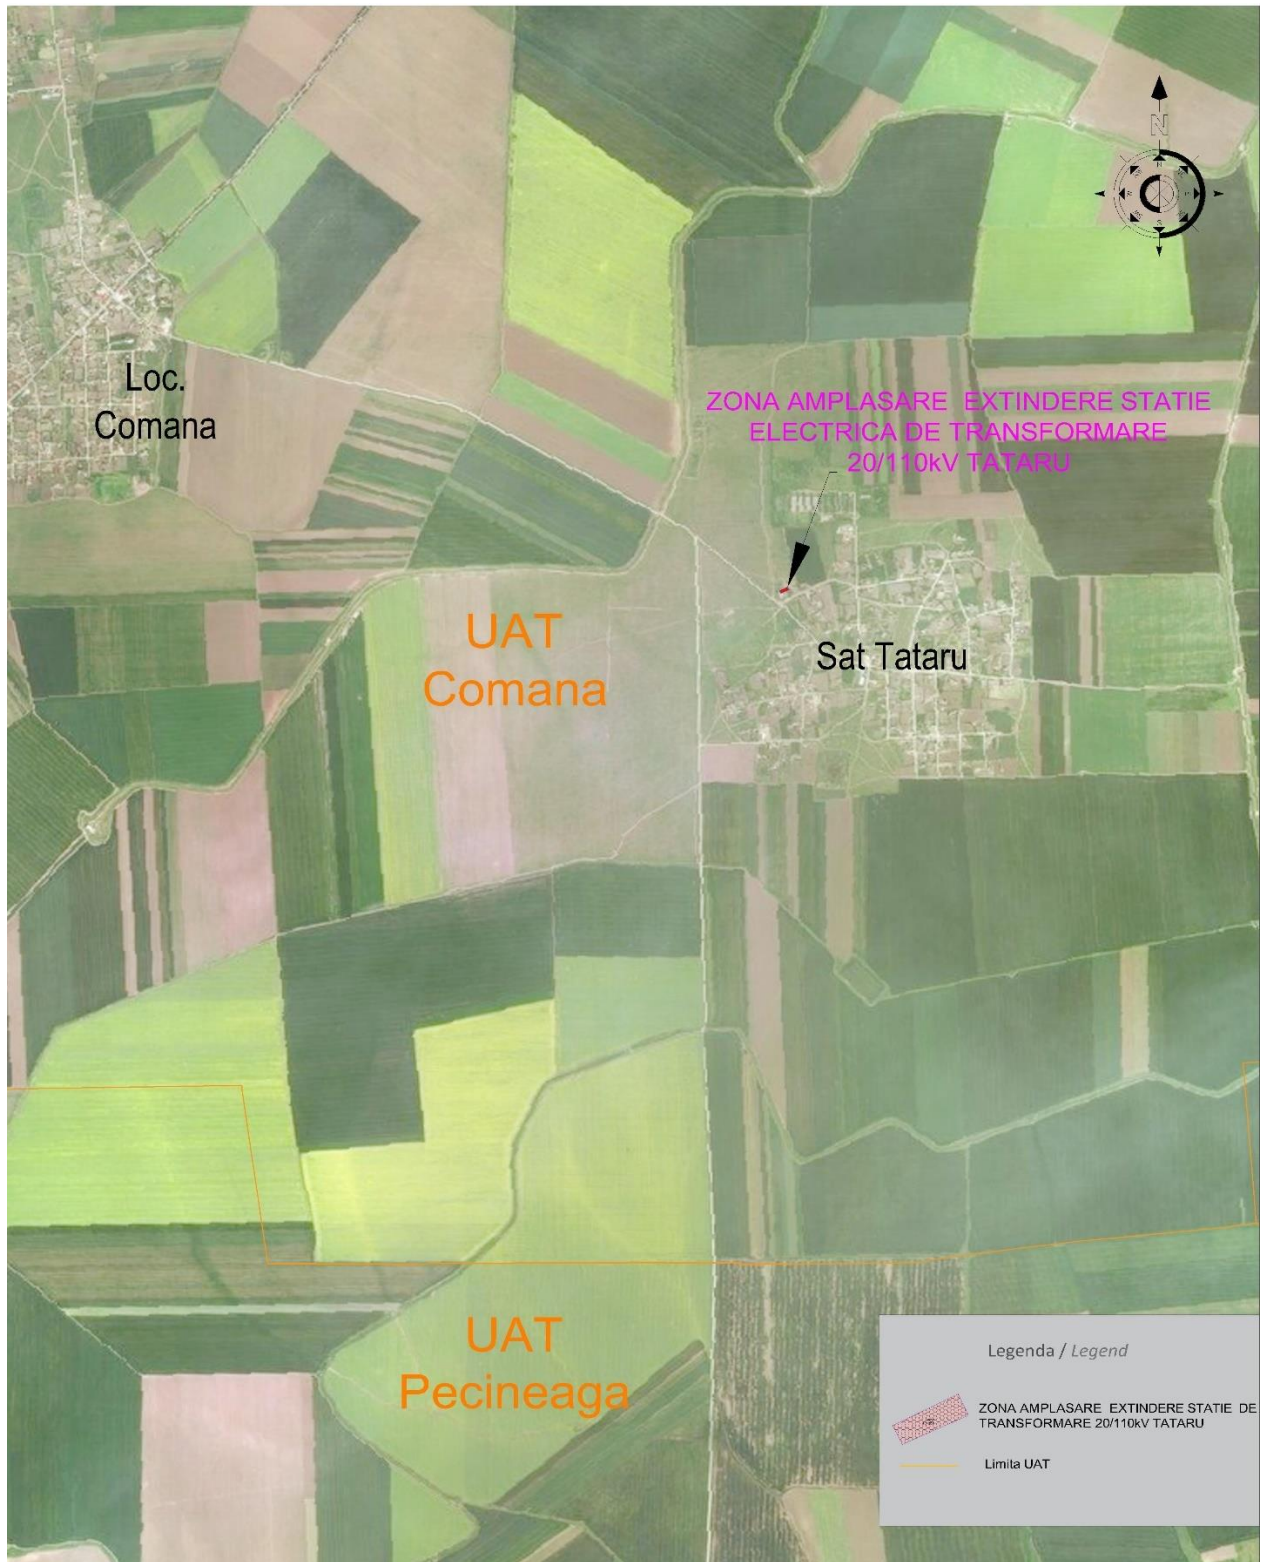 N
Loc.
Comana
ZONA AMPLASARE EXTINDERE STATIE
ELECTRICA DE TRANSFORMARE
20/110kV TATARU
UAT
Comana
Sat Tataru
UAT
Pecineaga
Legenda / Legend
ZONA AMPLASARE EXTINDERE STATIE DE
TRANSFORMARE 20/110kV TATARU
Limita UAT